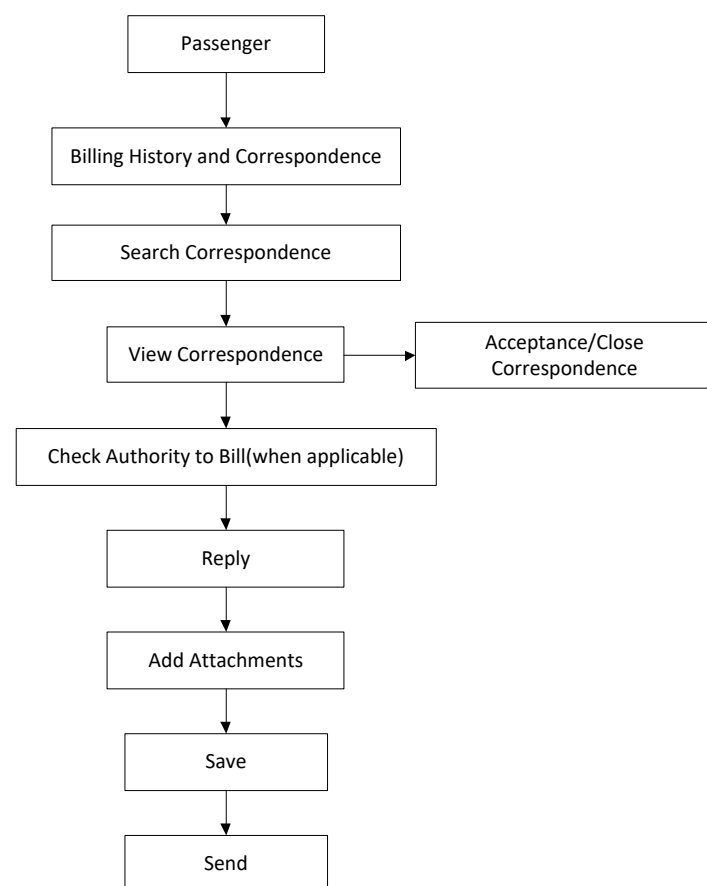 Passenger
Billing History and Correspondence
Search Correspondence
View Correspondence
Acceptance/Close
Correspondence
Check Authority to Bill(when applicable)
Reply
Add Attachments
Save
Send